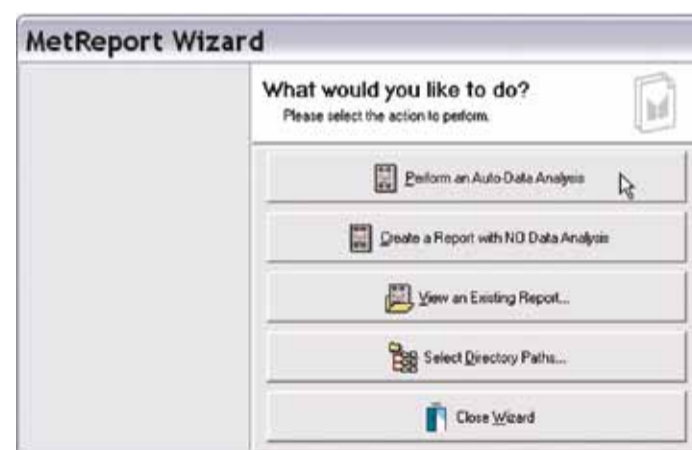 MetReport Wizard
What would you like to do?
Please select the action to perform.
Perform an Auto-Data Analysis
Create a Report with NO Data Analysis
View an Existing Report...
Select Directory Paths...
Close Wizard